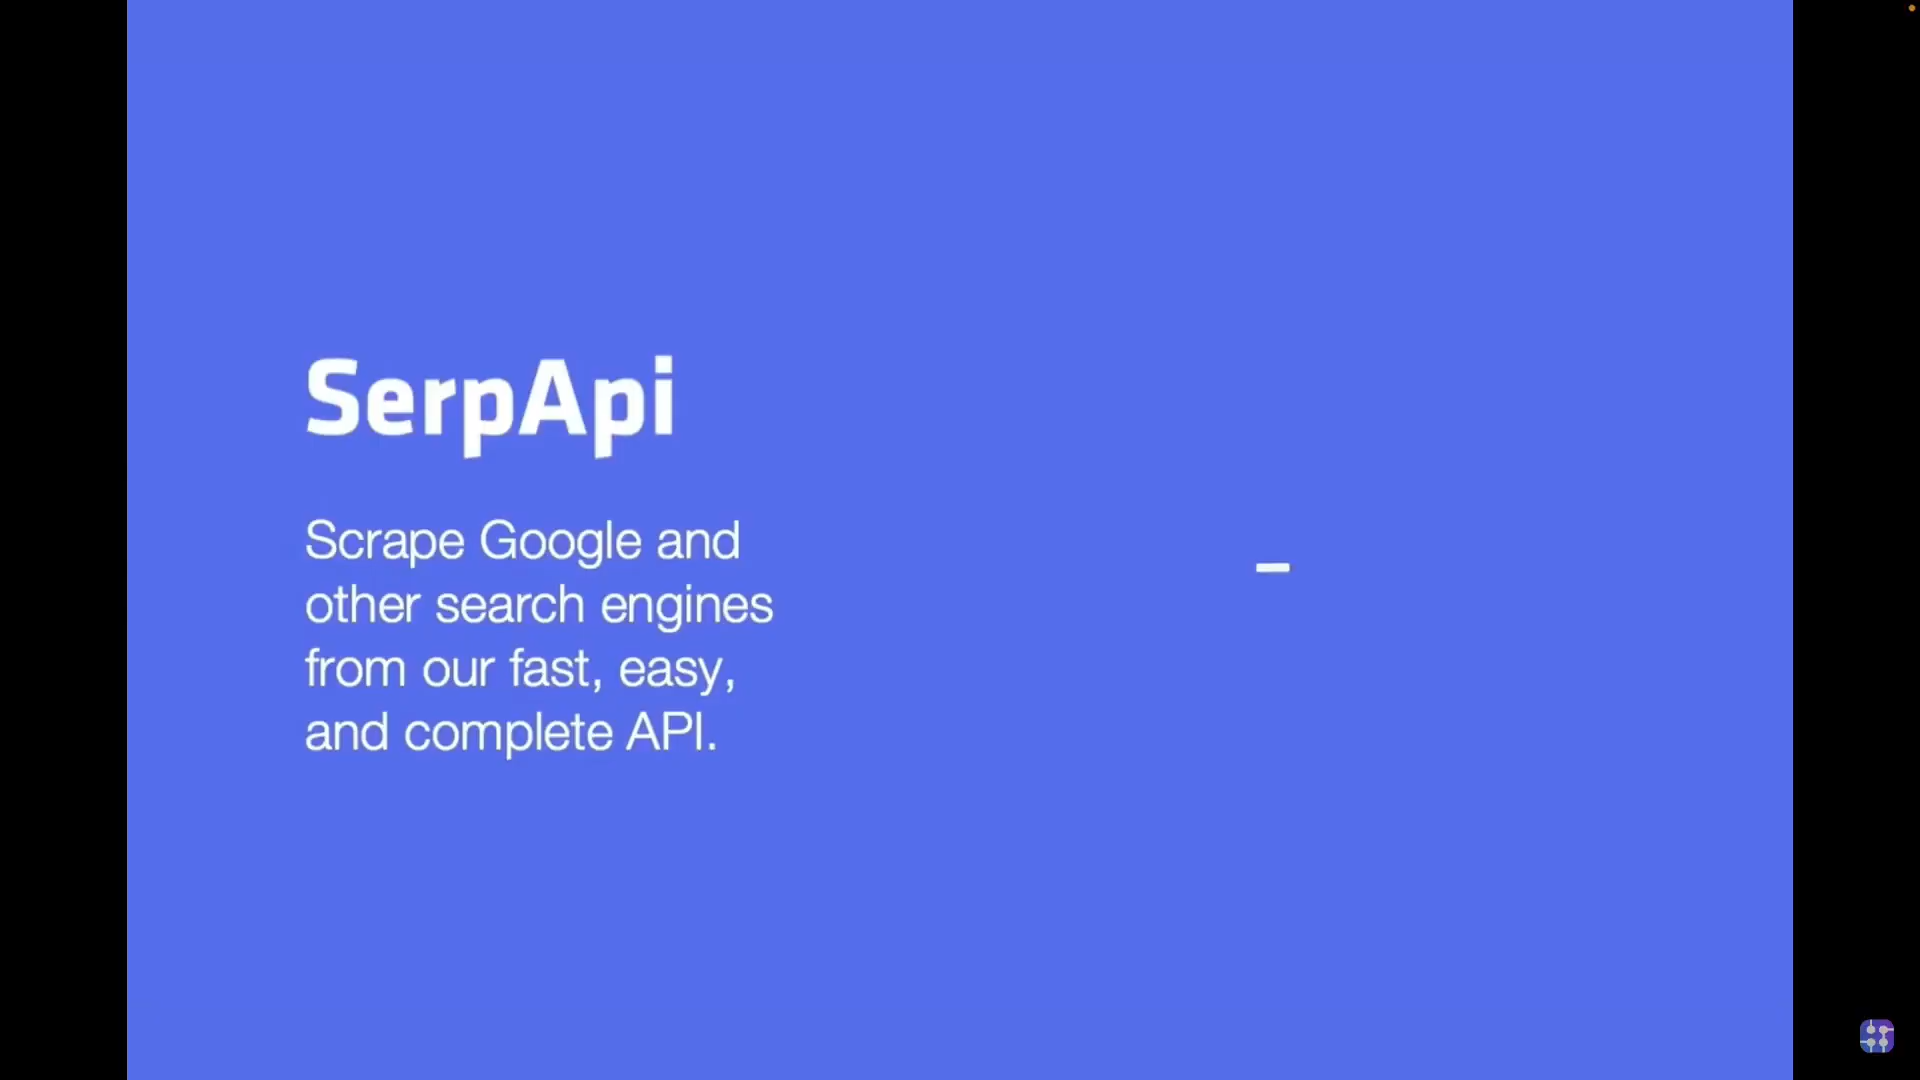 SerpApi
Scrape Google and
other search engines
from our fast, easy,
and complete API.